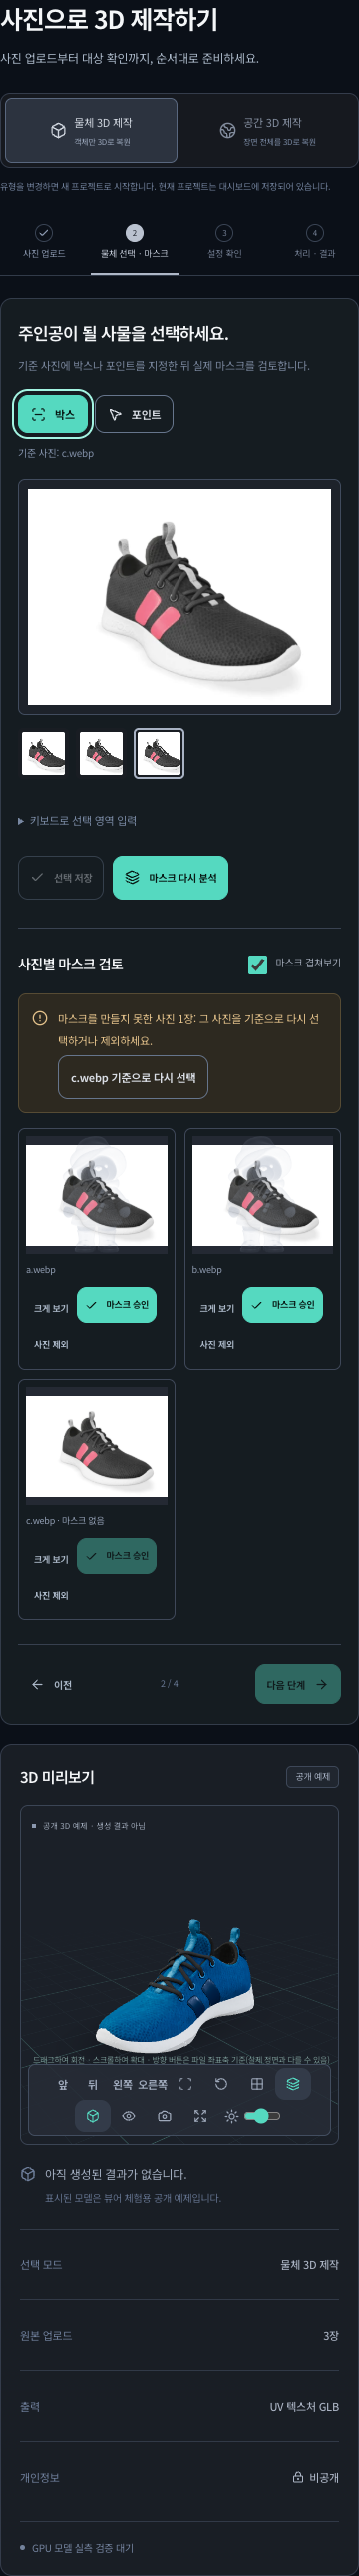 사진으로 3D 제작하기
사진 업로드부터 대상 확인까지, 순서대로 준비하세요.
물체 3D 제작
객체만 3D로 복원
공간 3D 제작
장면 전체를 3D로 복원
유형을 변경하면 새 프로젝트로 시작합니다. 현재 프로젝트는 대시보드에 저장되어 있습니다.
2
3
4
사진 업로드
물체 선택 · 마스크
설정 확인
처리 · 결과
주인공이 될 사물을 선택하세요.
기준 사진에 박스나 포인트를 지정한 뒤 실제 마스크를 검토합니다.
박스
포인트
기준 사진: c.webp
키보드로 선택 영역 입력
선택 저장
마스크 다시 분석
사진별 마스크 검토
마스크 겹쳐보기
마스크를 만들지 못한 사진 1장: 그 사진을 기준으로 다시 선
택하거나 제외하세요.
c.webp 기준으로 다시 선택
a.webp
크게 보기
마스크 승인
사진 제외
b.webp
크게 보기
마스크 승인
사진 제외
c.webp · 마스크 없음
크게 보기
마스크 승인
사진 제외
이전
2 / 4
다음 단계
3D 미리보기
공개 예제
공개 3D 예제 · 생성 결과 아님
드래그하여 회전 · 스크롤하여 확대 · 방향 버튼은 파일 좌표축 기준(실제 정면과 다를 수 있음)
앞
뒤
왼쪽
오른쪽
아직 생성된 결과가 없습니다.
표시된 모델은 뷰어 체험용 공개 예제입니다.
선택 모드
물체 3D 제작
원본 업로드
3장
출력
UV 텍스처 GLB
개인정보
비공개
GPU 모델 실측 검증 대기